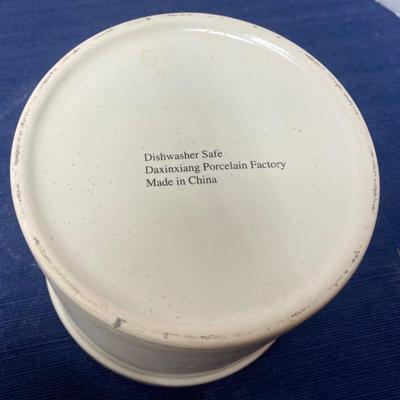 Dishwasher Safe
Daxinxiang Porcelain Factory
Made in China